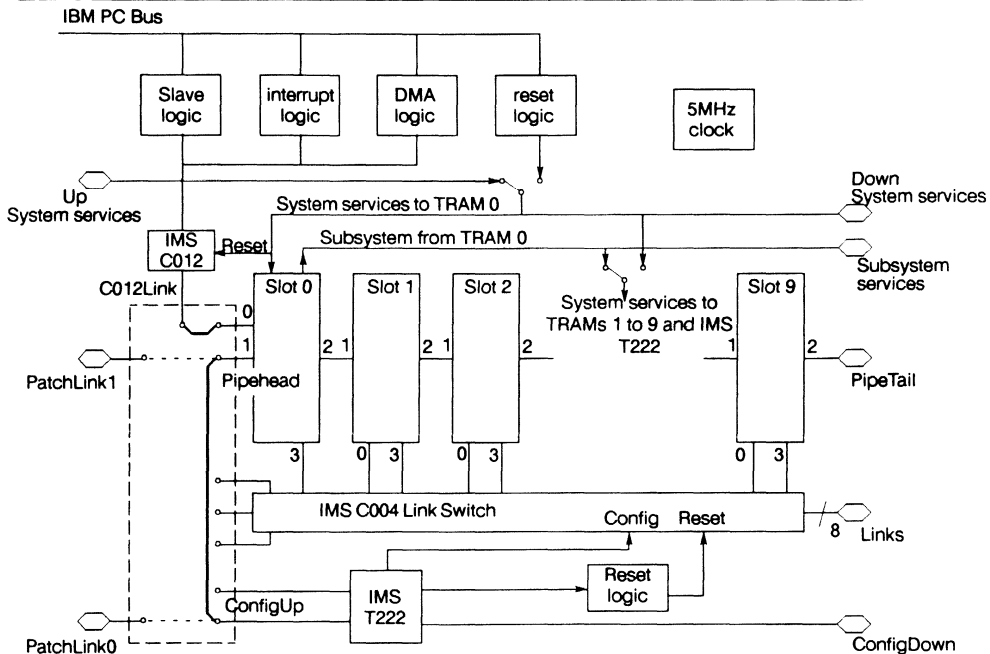 IBM PC Bus
Slave
logic
interrupt
logic
DMA
logic
reset
logic
5MHz
clock
Up
System services
Down
System services
System services to TRAM 0
IMS
C012
Reset
Subsystem from TRAM 0
Subsystem
services
C012Link
Slot 0
Slot 1
Slot 2
System services to
TRAMs 1 to 9 and IMS
T222
Slot 9
0
1
2
1
2
1
2
1
2
PatchLink1
Pipehead
PipeTail
3
0
3
0
3
0
3
IMS C004 Link Switch
Config
Reset
8
Links
IMS
T222
Reset
logic
ConfigUp
PatchLink0
ConfigDown